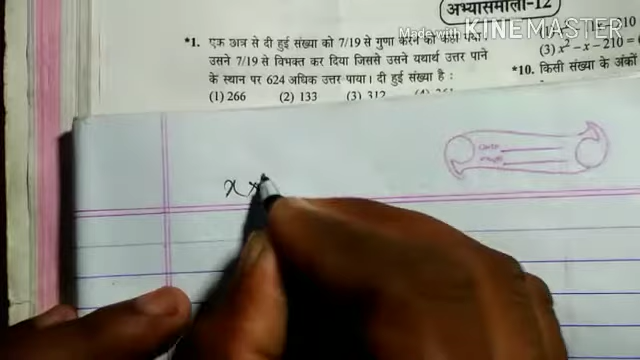 अभ्यासमाला-12
Made with KINEMASTER
*1. एक छात्र से दी हुई संख्या को 7/19 से गुणा करने को कहा गया।
उसने 7/19 से विभक्त कर दिया जिससे उसने यथार्थ उत्तर पाने
के स्थान पर 624 अधिक उत्तर पाया। दी हुई संख्या है :
(1) 266 (2) 133 (3) 312
(3) x² – x – 210 =
*10. किसी संख्या के अंकों
x ×